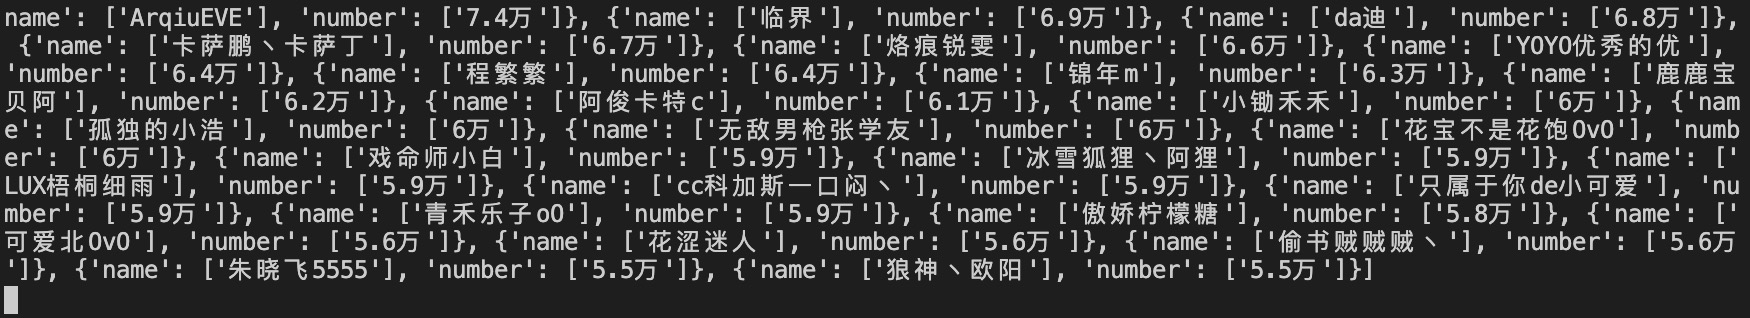 name': ['ArqiuEVE'], 'number': ['7.4万']}, {'name': ['临界'], 'number': ['6.9万']}, {'name': ['da迪'], 'number': ['6.8万']},
 {'name': ['卡萨鹏丶卡萨丁'], 'number': ['6.7万']}, {'name': ['烙痕锐雯'], 'number': ['6.6万']}, {'name': ['YOYO优秀的优'],
'number': ['6.4万']}, {'name': ['程繁繁'], 'number': ['6.4万']}, {'name': ['锦年m'], 'number': ['6.3万']}, {'name': ['鹿鹿宝
贝阿'], 'number': ['6.2万']}, {'name': ['阿俊卡特c'], 'number': ['6.1万']}, {'name': ['小锄禾禾'], 'number': ['6万']}, {'nam
e': ['孤独的小浩'], 'number': ['6万']}, {'name': ['无敌男枪张学友'], 'number': ['6万']}, {'name': ['花宝不是花饱OvO'], 'numb
er': ['6万']}, {'name': ['戏命师小白'], 'number': ['5.9万']}, {'name': ['冰雪狐狸丶阿狸'], 'number': ['5.9万']}, {'name': ['
LUX梧桐细雨'], 'number': ['5.9万']}, {'name': ['cc科加斯一口闷丶'], 'number': ['5.9万']}, {'name': ['只属于你de小可爱'], 'nu
mber': ['5.9万']}, {'name': ['青禾乐子oO'], 'number': ['5.9万']}, {'name': ['傲娇柠檬糖'], 'number': ['5.8万']}, {'name': ['
可爱北OvO'], 'number': ['5.6万']}, {'name': ['花涩迷人'], 'number': ['5.6万']}, {'name': ['偷书贼贼贼丶'], 'number': ['5.6万
']}, {'name': ['朱晓飞5555'], 'number': ['5.5万']}, {'name': ['狼神丶欧阳'], 'number': ['5.5万']}]